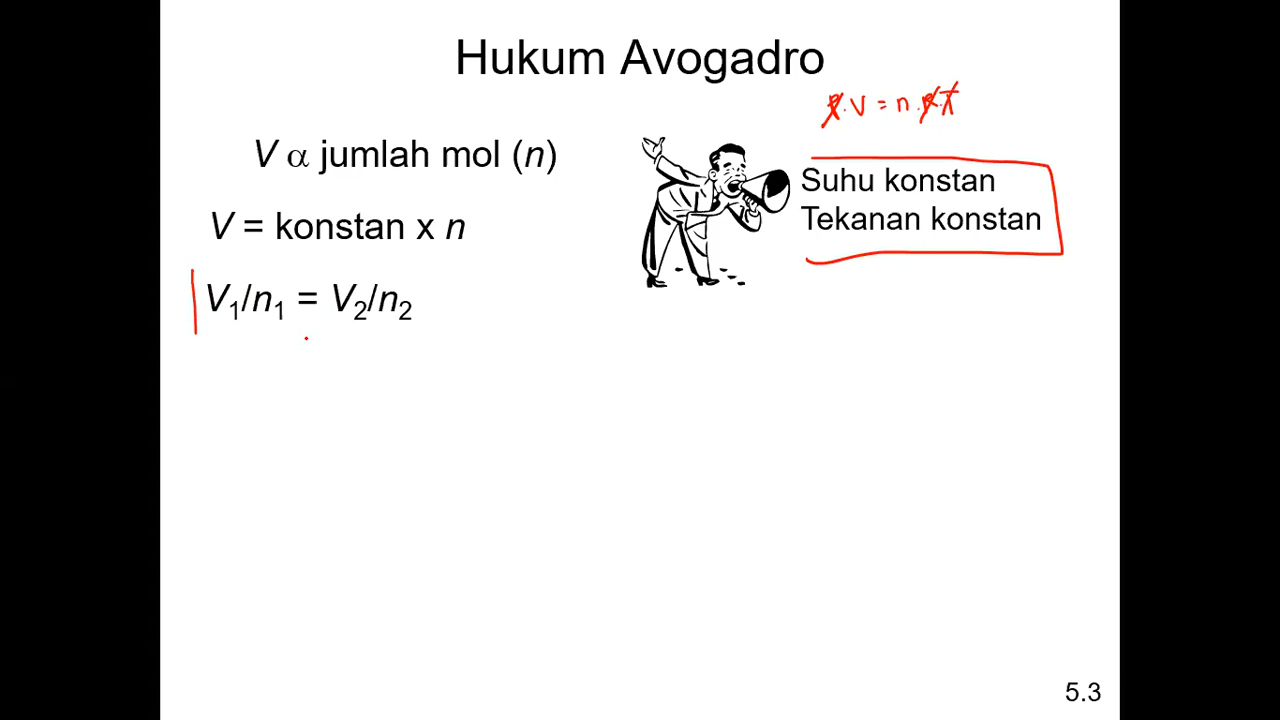 Hukum Avogadro
P.V = n.R.T
V α jumlah mol (n)
Suhu konstan
Tekanan konstan
V = konstan x n
V₁/n₁ = V₂/n₂
5.3